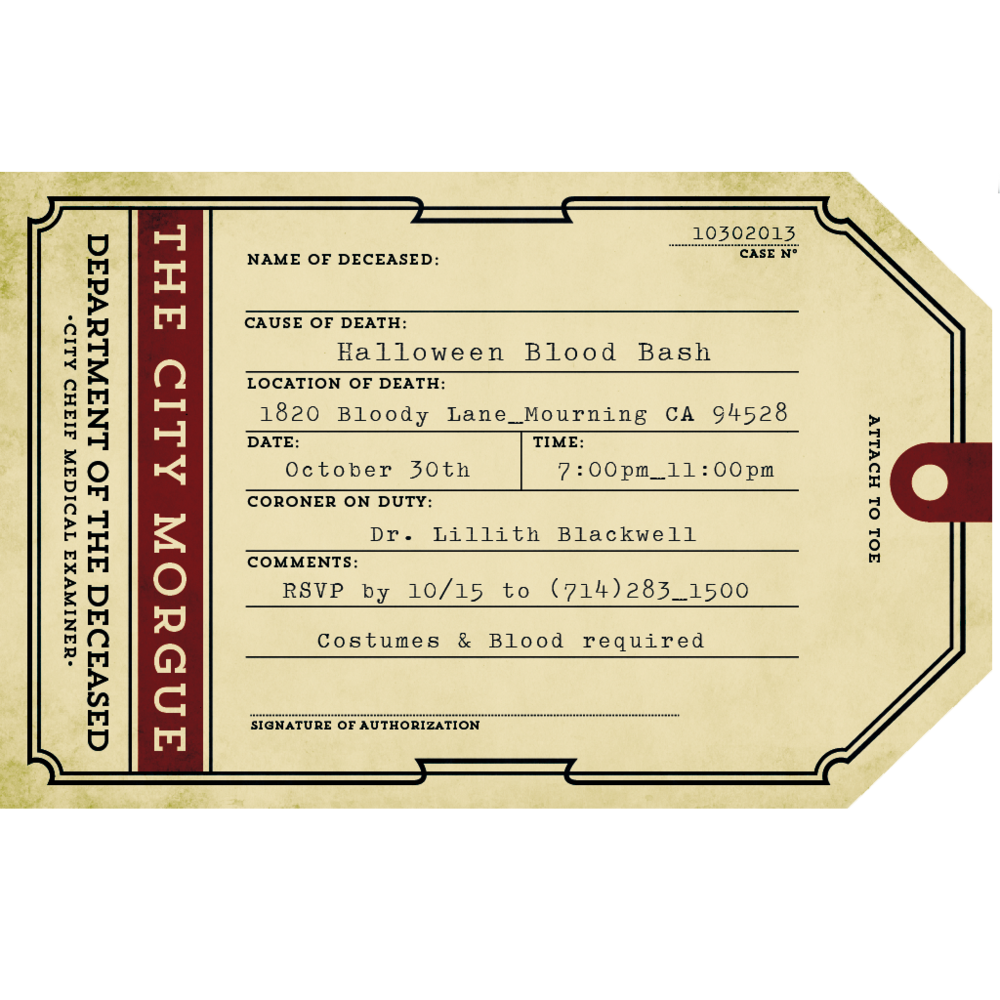 THE CITY MORGUE
DEPARTMENT OF THE DECEASED
•CITY CHEIF MEDICAL EXAMINER•
10302013
CASE Nº
NAME OF DECEASED:
CAUSE OF DEATH:
Halloween Blood Bash
LOCATION OF DEATH:
1820 Bloody Lane_Mourning CA 94528
DATE:
October 30th
TIME:
7:00pm_11:00pm
CORONER ON DUTY:
Dr. Lillith Blackwell
COMMENTS:
RSVP by 10/15 to (714)283_1500
Costumes & Blood required
SIGNATURE OF AUTHORIZATION
ATTACH TO TOE